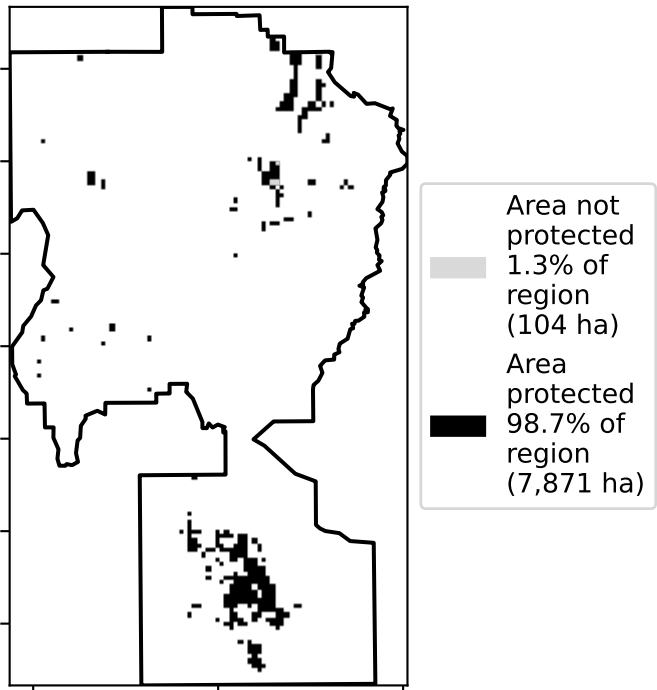 Area not
protected
1.3% of
region
(104 ha)
Area
protected
98.7% of
region
(7,871 ha)